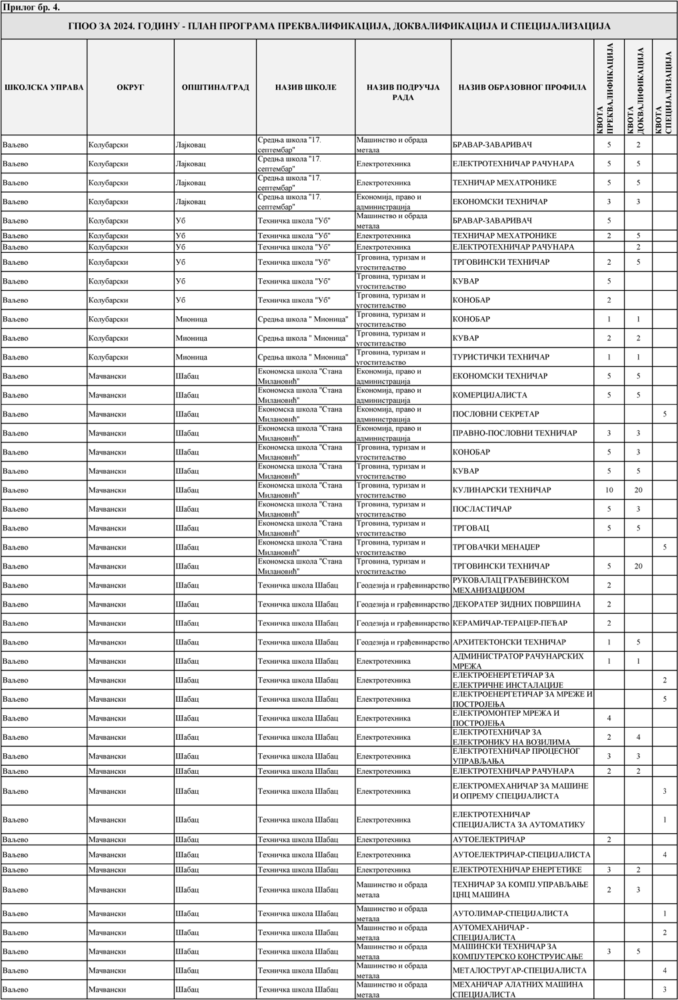 Прилог бр. 4.
ГПОО ЗА 2024. ГОДИНУ - ПЛАН ПРОГРАМА ПРЕКВАЛИФИКАЦИЈА, ДОКВАЛИФИКАЦИЈА И СПЕЦИЈАЛИЗАЦИЈА
ШКОЛСКА УПРАВА ОКРУГ ОПШТИНА/ГРАД НАЗИВ ШКОЛЕ НАЗИВ ПОДРУЧЈА РАДА НАЗИВ ОБРАЗОВНОГ ПРОФИЛА КВОТА ПРЕКВАЛИФИКАЦИЈА КВОТА ДОКВАЛИФИКАЦИЈА КВОТА СПЕЦИЈАЛИЗАЦИЈА
Ваљево Колубарски Лајковац Средња школа "17. септембар" Машинство и обрада метала БРАВАР-ЗАВАРИВАЧ 5 2
Ваљево Колубарски Лајковац Средња школа "17. септембар" Електротехника ЕЛЕКТРОТЕХНИЧАР РАЧУНАРА 5 5
Ваљево Колубарски Лајковац Средња школа "17. септембар" Електротехника ТЕХНИЧАР МЕХАТРОНИКЕ 5 5
Ваљево Колубарски Лајковац Средња школа "17. септембар" Економија, право и администрација ЕКОНОМСКИ ТЕХНИЧАР 3 3
Ваљево Колубарски Уб Техничка школа "Уб" Машинство и обрада метала БРАВАР-ЗАВАРИВАЧ 5
Ваљево Колубарски Уб Техничка школа "Уб" Електротехника ТЕХНИЧАР МЕХАТРОНИКЕ 2 5
Ваљево Колубарски Уб Техничка школа "Уб" Електротехника ЕЛЕКТРОТЕХНИЧАР РАЧУНАРА 2
Ваљево Колубарски Уб Техничка школа "Уб" Трговина, туризам и угоститељство ТРГОВИНСКИ ТЕХНИЧАР 2 5
Ваљево Колубарски Уб Техничка школа "Уб" Трговина, туризам и угоститељство КУВАР 5
Ваљево Колубарски Уб Техничка школа "Уб" Трговина, туризам и угоститељство КОНОБАР 2
Ваљево Колубарски Мионица Средња школа " Мионица" Трговина, туризам и угоститељство КОНОБАР 1 1
Ваљево Колубарски Мионица Средња школа " Мионица" Трговина, туризам и угоститељство КУВАР 2 2
Ваљево Колубарски Мионица Средња школа " Мионица" Трговина, туризам и угоститељство ТУРИСТИЧКИ ТЕХНИЧАР 1 1
Ваљево Мачвански Шабац Економска школа "Стана Милановић" Економија, право и администрација ЕКОНОМСКИ ТЕХНИЧАР 5 5
Ваљево Мачвански Шабац Економска школа "Стана Милановић" Економија, право и администрација КОМЕРЦИЈАЛИСТА 5 5
Ваљево Мачвански Шабац Економска школа "Стана Милановић" Економија, право и администрација ПОСЛОВНИ СЕКРЕТАР 5
Ваљево Мачвански Шабац Економска школа "Стана Милановић" Економија, право и администрација ПРАВНО-ПОСЛОВНИ ТЕХНИЧАР 3 3
Ваљево Мачвански Шабац Економска школа "Стана Милановић" Трговина, туризам и угоститељство КОНОБАР 5 3
Ваљево Мачвански Шабац Економска школа "Стана Милановић" Трговина, туризам и угоститељство КУВАР 5 5
Ваљево Мачвански Шабац Економска школа "Стана Милановић" Трговина, туризам и угоститељство КУЛИНАРСКИ ТЕХНИЧАР 10 20
Ваљево Мачвански Шабац Економска школа "Стана Милановић" Трговина, туризам и угоститељство ПОСЛАСТИЧАР 5 3
Ваљево Мачвански Шабац Економска школа "Стана Милановић" Трговина, туризам и угоститељство ТРГОВАЦ 5 5
Ваљево Мачвански Шабац Економска школа "Стана Милановић" Трговина, туризам и угоститељство ТРГОВАЧКИ МЕНАЏЕР 5
Ваљево Мачвански Шабац Економска школа "Стана Милановић" Трговина, туризам и угоститељство ТРГОВИНСКИ ТЕХНИЧАР 5 20
Ваљево Мачвански Шабац Техничка школа Шабац Геодезија и грађевинарство РУКОВАЛАЦ ГРАЂЕВИНСКОМ МЕХАНИЗАЦИЈОМ 2
Ваљево Мачвански Шабац Техничка школа Шабац Геодезија и грађевинарство ДЕКОРАТЕР ЗИДНИХ ПОВРШИНА 2
Ваљево Мачвански Шабац Техничка школа Шабац Геодезија и грађевинарство КЕРАМИЧАР-ТЕРАЦЕР-ПЕЋАР 2
Ваљево Мачвански Шабац Техничка школа Шабац Геодезија и грађевинарство АРХИТЕКТОНСКИ ТЕХНИЧАР 1 5
Ваљево Мачвански Шабац Техничка школа Шабац Електротехника АДМИНИСТРАТОР РАЧУНАРСКИХ МРЕЖА 1 1
Ваљево Мачвански Шабац Техничка школа Шабац Електротехника ЕЛЕКТРОЕНЕРГЕТИЧАР ЗА ЕЛЕКТРИЧНЕ ИНСТАЛАЦИЈЕ 2
Ваљево Мачвански Шабац Техничка школа Шабац Електротехника ЕЛЕКТРОЕНЕРГЕТИЧАР ЗА МРЕЖЕ И ПОСТРОЈЕЊА 5
Ваљево Мачвански Шабац Техничка школа Шабац Електротехника ЕЛЕКТРОМОНТЕР МРЕЖА И ПОСТРОЈЕЊА 4
Ваљево Мачвански Шабац Техничка школа Шабац Електротехника ЕЛЕКТРОТЕХНИЧАР ЗА ЕЛЕКТРОНИКУ НА ВОЗИЛИМА 2 4
Ваљево Мачвански Шабац Техничка школа Шабац Електротехника ЕЛЕКТРОТЕХНИЧАР ПРОЦЕСНОГ УПРАВЉАЊА 3 3
Ваљево Мачвански Шабац Техничка школа Шабац Електротехника ЕЛЕКТРОТЕХНИЧАР РАЧУНАРА 2 2
Ваљево Мачвански Шабац Техничка школа Шабац Електротехника ЕЛЕКТРОМЕХАНИЧАР ЗА МАШИНЕ И ОПРЕМУ СПЕЦИЈАЛИСТА 3
Ваљево Мачвански Шабац Техничка школа Шабац Електротехника ЕЛЕКТРОТЕХНИЧАР СПЕЦИЈАЛИСТА ЗА АУТОМАТИКУ 1
Ваљево Мачвански Шабац Техничка школа Шабац Електротехника АУТОЕЛЕКТРИЧАР 2
Ваљево Мачвански Шабац Техничка школа Шабац Електротехника АУТОЕЛЕКТРИЧАР-СПЕЦИЈАЛИСТА 4
Ваљево Мачвански Шабац Техничка школа Шабац Електротехника ЕЛЕКТРОТЕХНИЧАР ЕНЕРГЕТИКЕ 3 2
Ваљево Мачвански Шабац Техничка школа Шабац Машинство и обрада метала ТЕХНИЧАР ЗА КОМПЈ.УПРАВЉАЊЕ ЦНЦ МАШИНА 2 3
Ваљево Мачвански Шабац Техничка школа Шабац Машинство и обрада метала АУТОЛИМАР-СПЕЦИЈАЛИСТА 1
Ваљево Мачвански Шабац Техничка школа Шабац Машинство и обрада метала АУТОМЕХАНИЧАР - СПЕЦИЈАЛИСТА 2
Ваљево Мачвански Шабац Техничка школа Шабац Машинство и обрада метала МАШИНСКИ ТЕХНИЧАР ЗА КОМПЈУТЕРСКО КОНСТРУИСАЊЕ 3 5
Ваљево Мачвански Шабац Техничка школа Шабац Машинство и обрада метала МЕТАЛОСТРУГАР-СПЕЦИЈАЛИСТА 4
Ваљево Мачвански Шабац Техничка школа Шабац Машинство и обрада метала МЕХАНИЧАР АЛАТНИХ МАШИНА СПЕЦИЈАЛИСТА 3